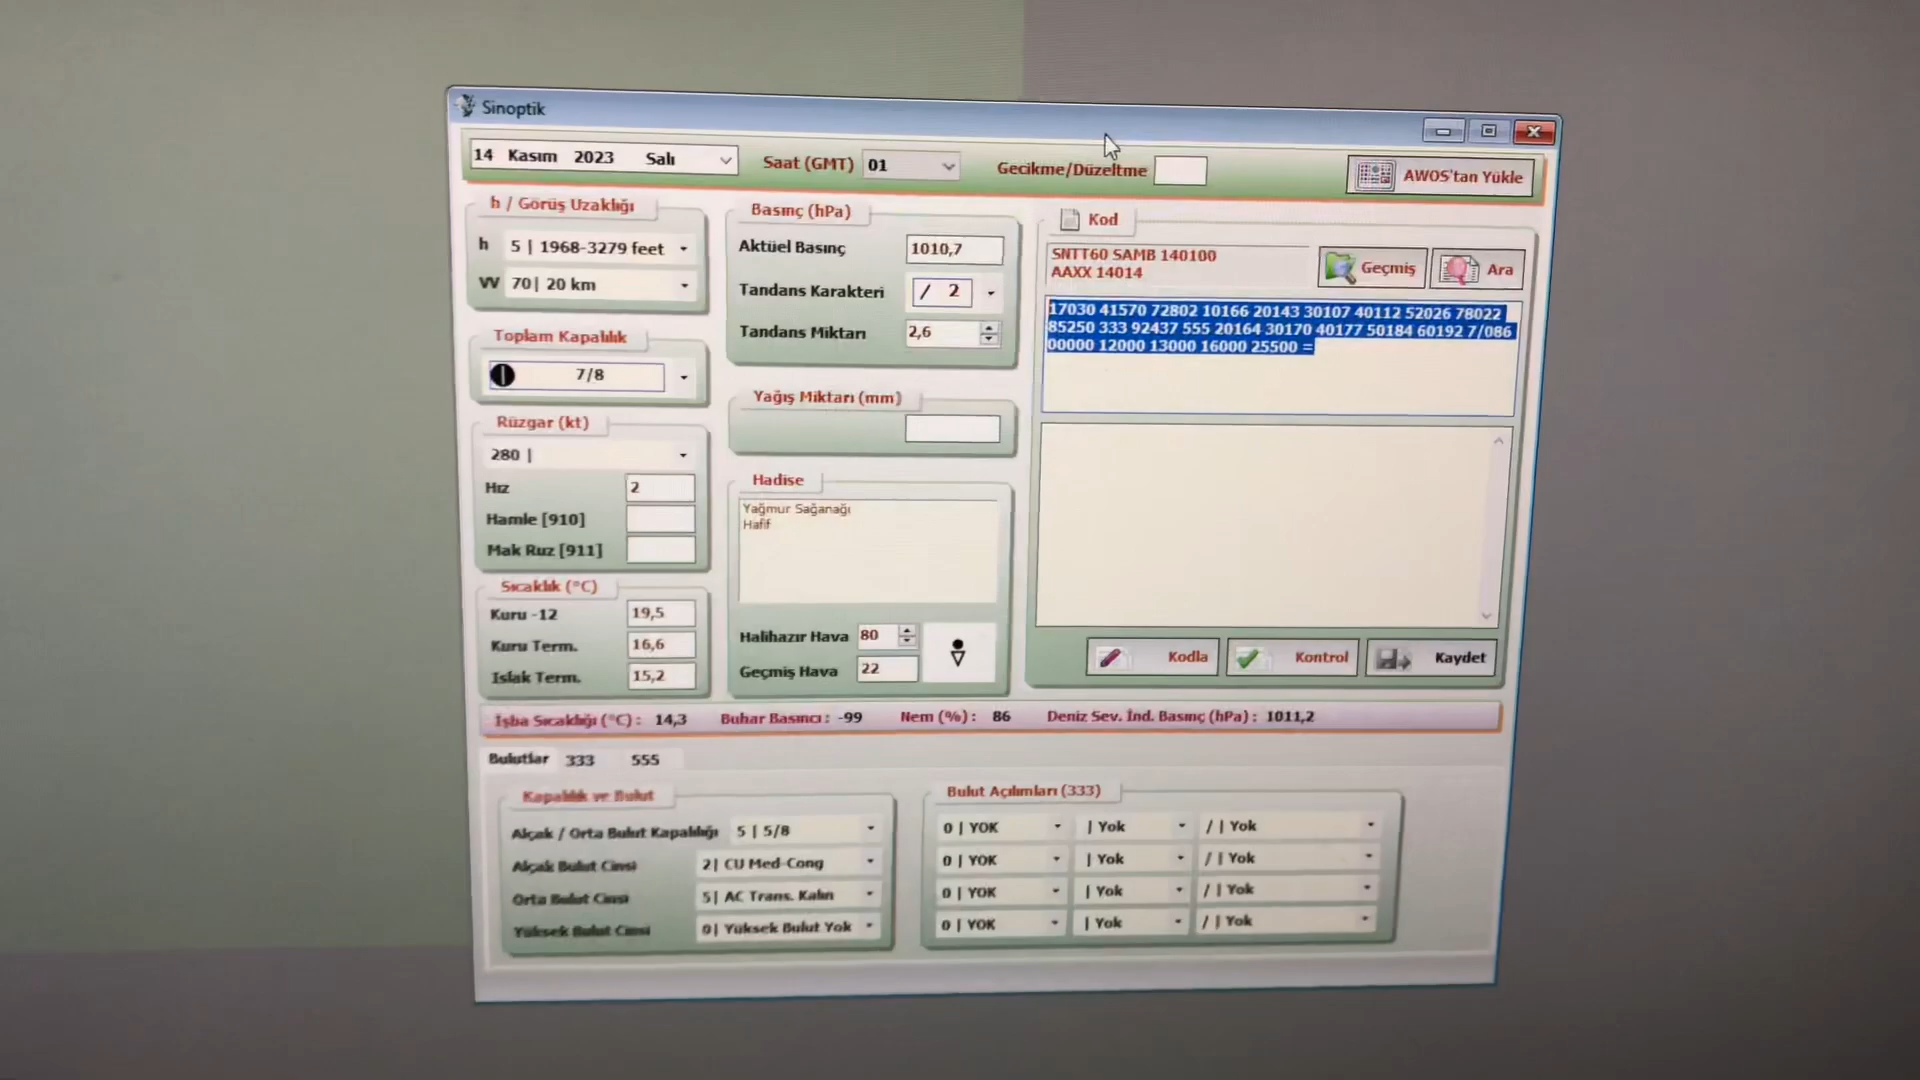 Sinoptik
14 Kasım 2023 Salı
Saat (GMT) 01
Gecikme/Düzeltme
AWOS'tan Yükle
h / Görüş Uzaklığı
h 5 | 1968-3279 feet
VV 70| 20 km
Toplam Kapalılık
7/8
Rüzgar (kt)
280 |
Hız 2
Hamle [910]
Mak Ruz [911]
Sıcaklık (°C)
Kuru -12 19,5
Kuru Term. 16,6
Islak Term. 15,2
Basınç (hPa)
Aktüel Basınç 1010,7
Tandans Karakteri / 2
Tandans Miktarı 2,6
Yağış Miktarı (mm)
Hadise
Yağmur Sağanağı
Hafif
Halihazır Hava 80
Geçmiş Hava 22
Kod
SNTT60 SAMB 140100
AAXX 14014
Geçmiş
Ara
17030 41570 72802 10166 20143 30107 40112 52026 78022
85250 333 92437 555 20164 30170 40177 50184 60192 7/086
00000 12000 13000 16000 25500 =
Kodla
Kontrol
Kaydet
İşba Sıcaklığı (°C) : 14,3 Buhar Basıncı : -99 Nem (%) : 86 Deniz Sev. İnd. Basınç (hPa) : 1011,2
Bulutlar 333 555
Kapalılık ve Bulut
Alçak / Orta Bulut Kapalılığı 5 | 5/8
Alçak Bulut Cinsi 2| CU Med-Cong
Orta Bulut Cinsi 5| AC Trans. Kalın
Yüksek Bulut Cinsi 0| Yüksek Bulut Yok
Bulut Açılımları (333)
0 | YOK | Yok / | Yok
0 | YOK | Yok / | Yok
0 | YOK | Yok / | Yok
0 | YOK | Yok / | Yok